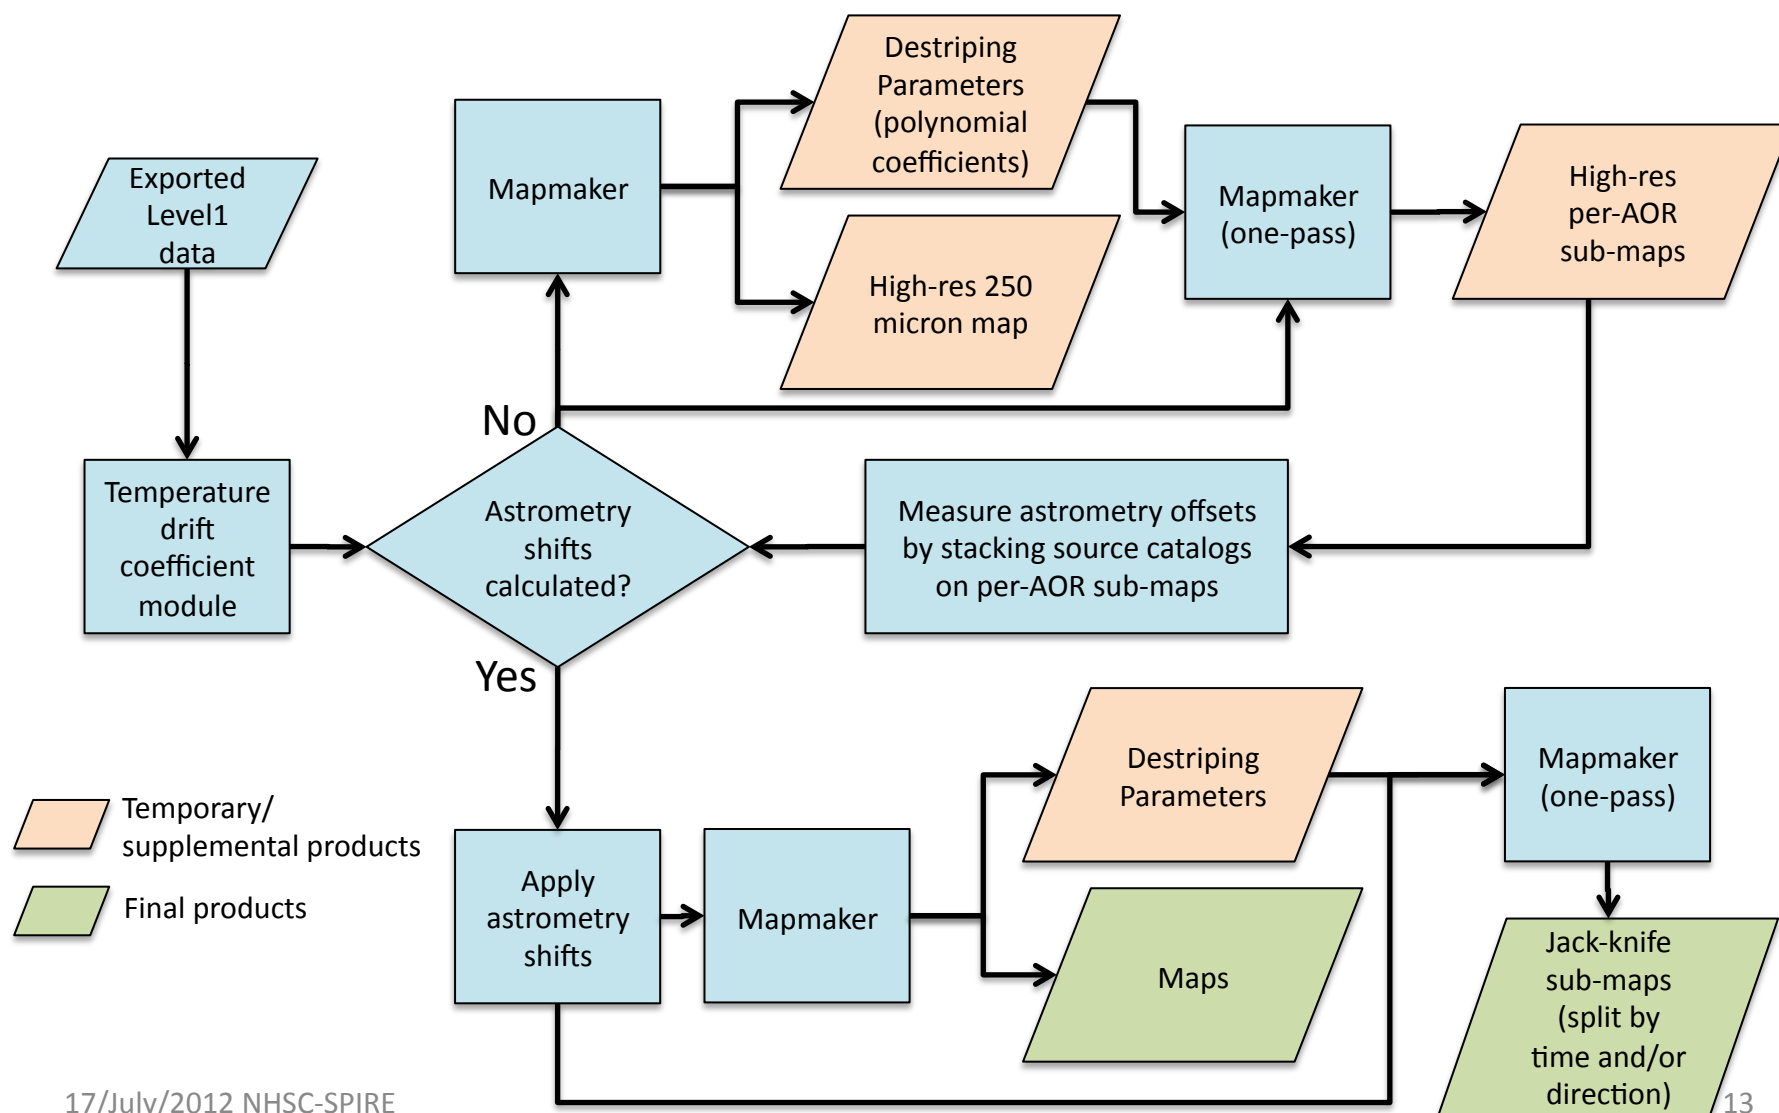 Destriping
Parameters
(polynomial
coefficients)
Mapmaker
Exported
Level1
data
Mapmaker
(one-pass)
High-res
per-AOR
sub-maps
High-res 250
micron map
No
Temperature
drift
coefficient
module
Astrometry
shifts
calculated?
Measure astrometry offsets
by stacking source catalogs
on per-AOR sub-maps
Yes
Temporary/
supplemental products
Final products
Apply
astrometry
shifts
Mapmaker
Destriping
Parameters
Maps
Mapmaker
(one-pass)
Jack-knife
sub-maps
(split by
time and/or
direction)
17/July/2012 NHSC-SPIRE
13